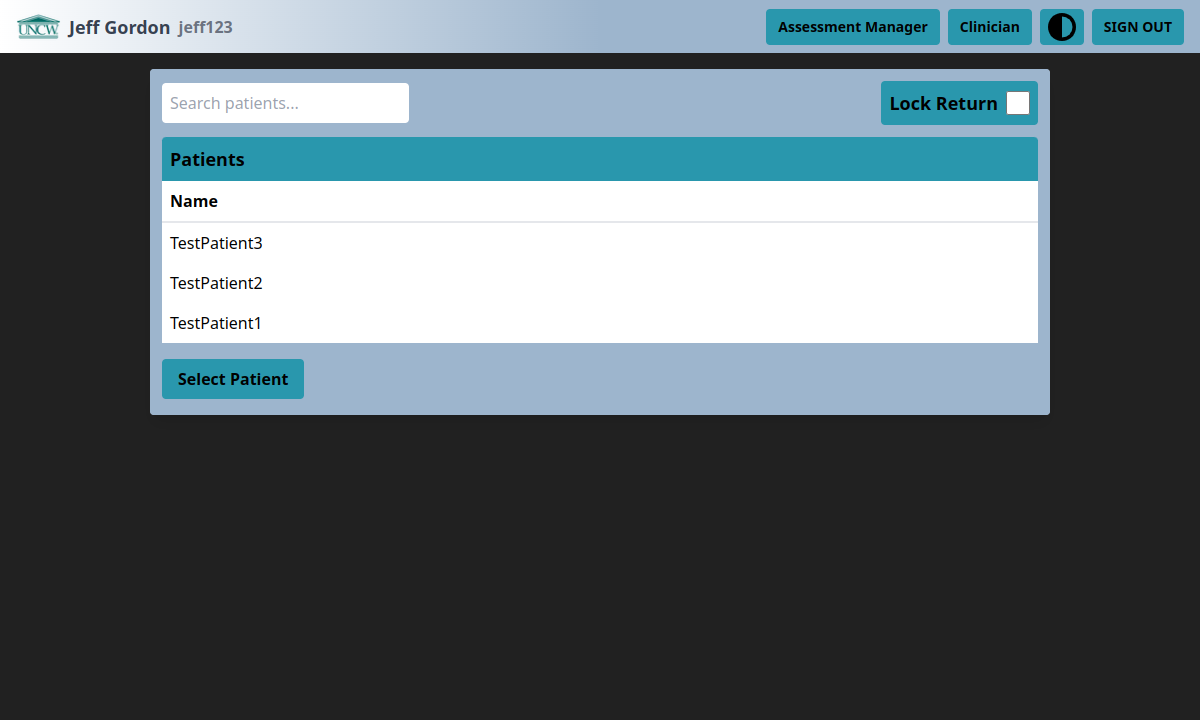 UNCW Jeff Gordon jeff123 Assessment Manager Clinician SIGN OUT
Search patients... Lock Return
Patients
Name
TestPatient3
TestPatient2
TestPatient1
Select Patient